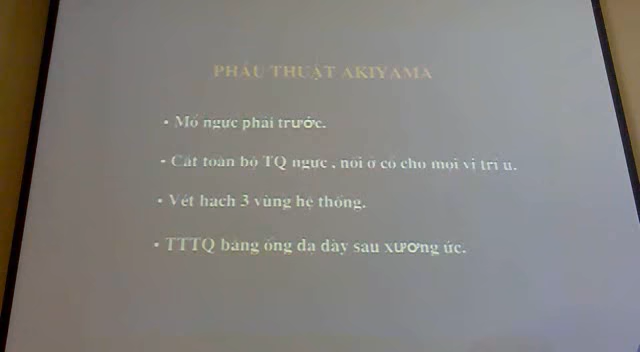 PHẪU THUẬT AKIYAMA
• Mổ ngực phải trước.
• Cắt toàn bộ TQ ngực , nối ở cổ cho mọi vị trí u.
• Vét hạch 3 vùng hệ thống.
• TTTQ bằng ống dạ dày sau xương ức.